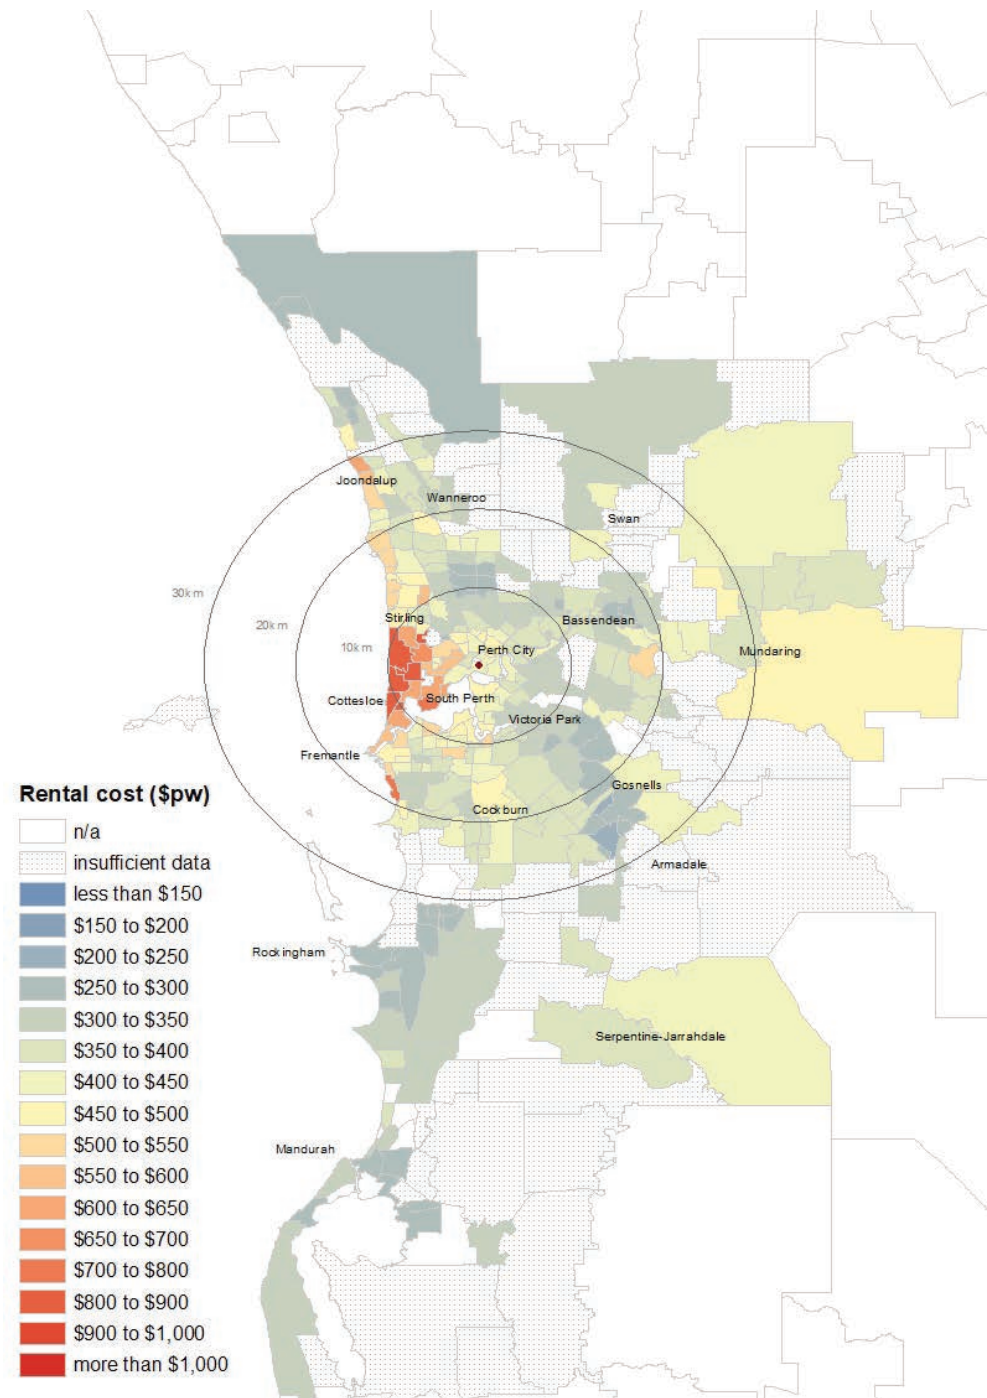 Joondalup
Wanneroo
Swan
30km
20km
Stirling
Bassendean
10km
Perth City
Mundaring
Cottesloe
South Perth
Victoria Park
Fremantle
Gosnells
Cockburn
Armadale
Rental cost ($pw)
n/a
insufficient data
less than $150
$150 to $200
$200 to $250
$250 to $300
$300 to $350
$350 to $400
$400 to $450
$450 to $500
$500 to $550
$550 to $600
$600 to $650
$650 to $700
$700 to $800
$800 to $900
$900 to $1,000
more than $1,000
Rockingham
Serpentine-Jarrahdale
Mandurah